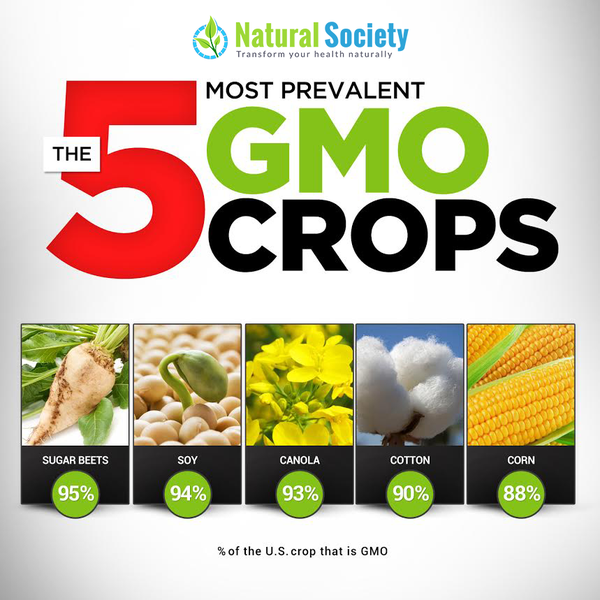 Natural Society
Transform your health naturally
THE 5 MOST PREVALENT
GMO
CROPS
SUGAR BEETS
95%
SOY
94%
CANOLA
93%
COTTON
90%
CORN
88%
% of the U.S. crop that is GMO